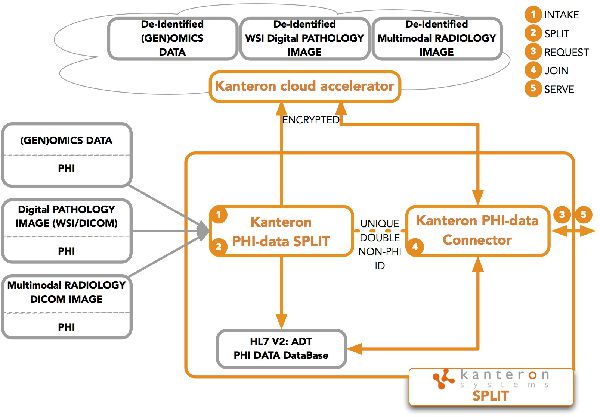 De-Identified
(GEN)OMICS
DATA
De-Identified
WSI Digital PATHOLOGY
IMAGE
De-Identified
Multimodal RADIOLOGY
IMAGE
1 INTAKE
2 SPLIT
3 REQUEST
4 JOIN
5 SERVE
Kanteron cloud accelerator
ENCRYPTED
(GEN)OMICS DATA
PHI
Digital PATHOLOGY
IMAGE (WSI/DICOM)
PHI
Multimodal RADIOLOGY
DICOM IMAGE
PHI
1
2
Kanteron
PHI-data SPLIT
UNIQUE
DOUBLE
NON-PHI
ID
Kanteron PHI-data
Connector
4
3
5
HL7 V2: ADT
PHI DATA DataBase
kanteron
systems
SPLIT